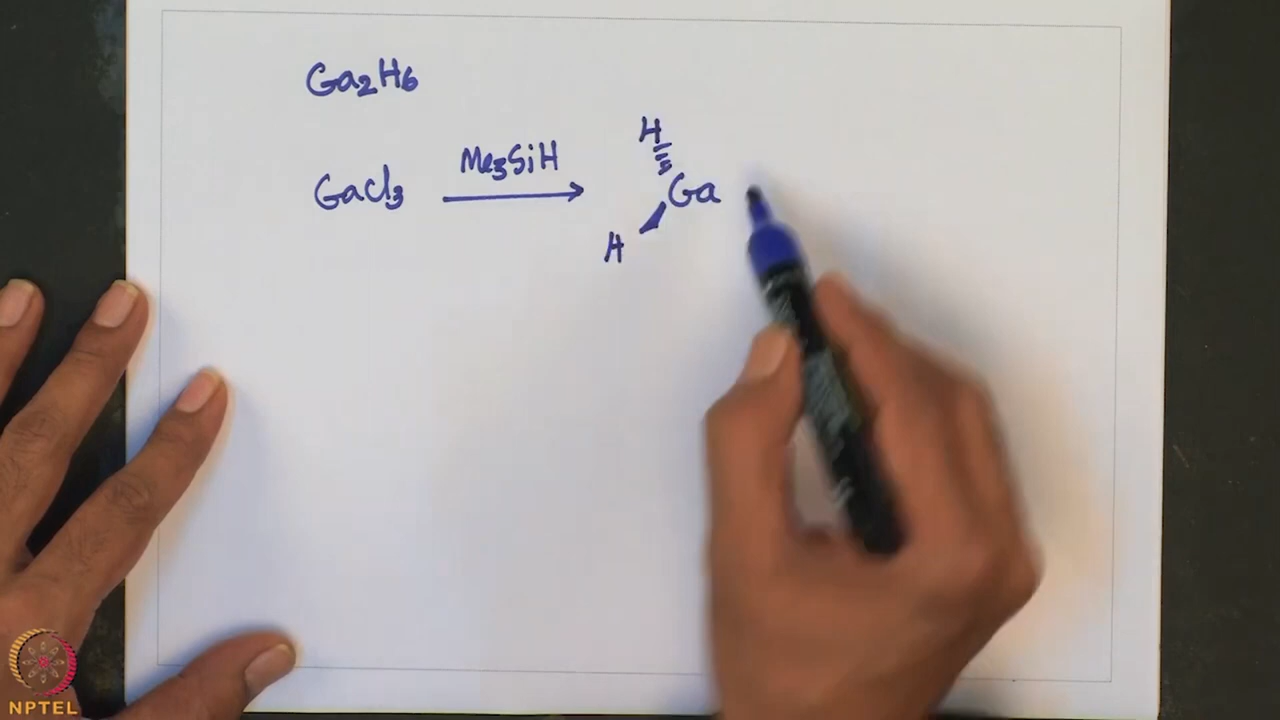 Ga₂H₆
GaCl₃ Me₃SiH → H Ga H
NPTEL